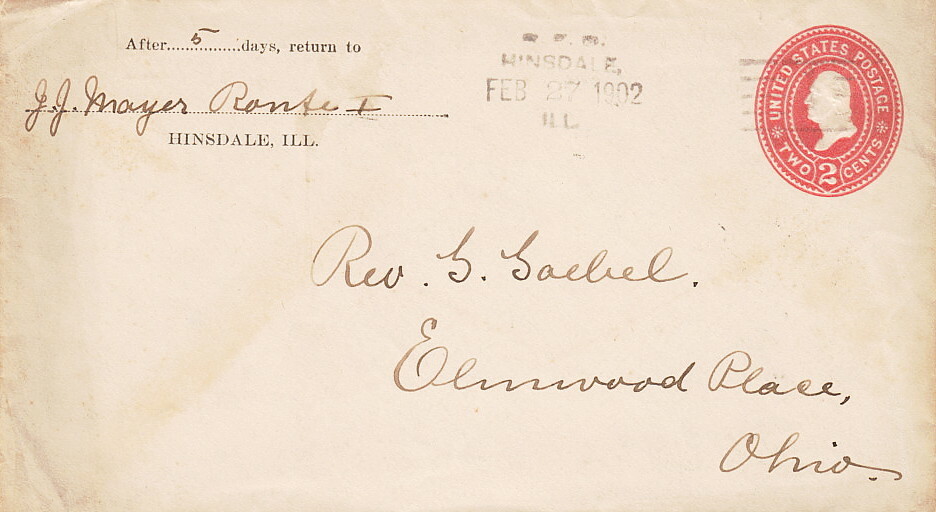 After.....5.......days, return to
J. J. Mayer Route I
HINSDALE, ILL.
HINSDALE,
FEB 27 1902
ILL.
UNITED STATES POSTAGE
TWO 2 CENTS
Rev. G. Goebel.
Elmwood Place,
Ohio.